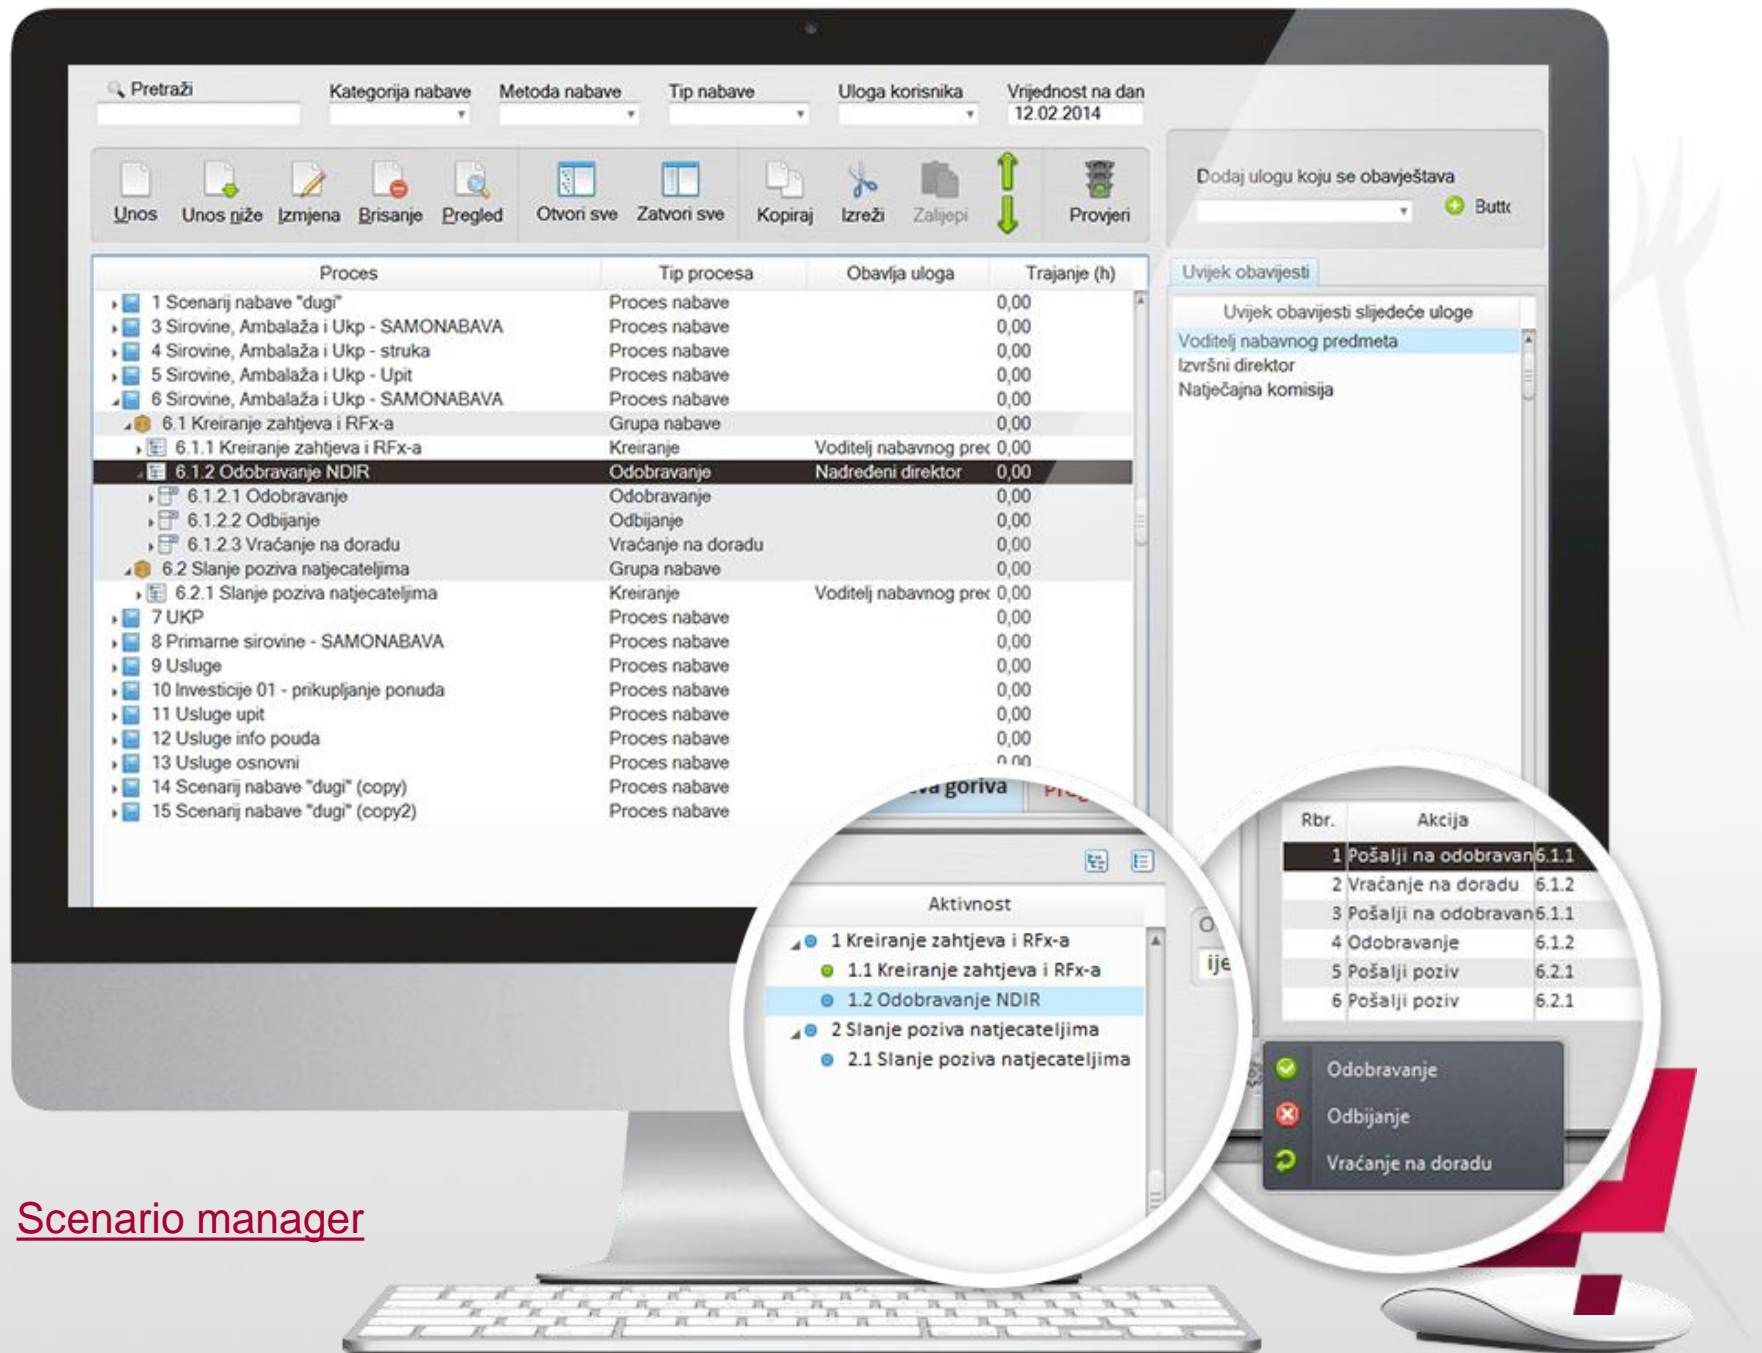 Pretraži Kategorija nabave Metoda nabave Tip nabave Uloga korisnika Vrijednost na dan
12.02.2014
Unos Unos niže Izmjena Brisanje Pregled Otvori sve Zatvori sve Kopiraj Izreži Zalijepi Provjeri
Dodaj ulogu koju se obavještava
Proces Tip procesa Obavlja uloga Trajanje (h)
1 Scenarij nabave "dugi" Proces nabave 0,00
3 Sirovine, Ambalaža i Ukp - SAMONABAVA Proces nabave 0,00
4 Sirovine, Ambalaža i Ukp - struka Proces nabave 0,00
5 Sirovine, Ambalaža i Ukp - Upit Proces nabave 0,00
6 Sirovine, Ambalaža i Ukp - SAMONABAVA Proces nabave 0,00
6.1 Kreiranje zahtjeva i RFx-a Grupa nabave 0,00
6.1.1 Kreiranje zahtjeva i RFx-a Kreiranje Voditelj nabavnog 0,00
6.1.2 Odobravanje NDIR Odobravanje Nadređeni direktor 0,00
6.1.2.1 Odobravanje Odobravanje 0,00
6.1.2.2 Odbijanje Odbijanje 0,00
6.1.2.3 Vraćanje na doradu Vraćanje na doradu 0,00
6.2 Slanje poziva natjecateljima Grupa nabave 0,00
6.2.1 Slanje poziva natjecateljima Kreiranje Voditelj nabavnog 0,00
7 UKP Proces nabave 0,00
8 Primarne sirovine - SAMONABAVA Proces nabave 0,00
9 Usluge Proces nabave 0,00
10 Investicije 01 - prikupljanje ponuda Proces nabave 0,00
11 Usluge upit Proces nabave 0,00
12 Usluge info pouda Proces nabave 0,00
13 Usluge osnovni Proces nabave 0,00
14 Scenarij nabave "dugi" (copy) Proces nabave
15 Scenarij nabave "dugi" (copy2) Proces nabave
Uvijek obavijesti
Uvijek obavijesti slijedeće uloge
Voditelj nabavnog predmeta
Izvršni direktor
Natječajna komisija
goriva
Aktivnost
1 Kreiranje zahtjeva i RFx-a
1.1 Kreiranje zahtjeva i RFx-a
1.2 Odobravanje NDIR
2 Slanje poziva natjecateljima
2.1 Slanje poziva natjecateljima
Rbr. Akcija
1 Pošalji na odobravan 6.1.1
2 Vraćanje na doradu 6.1.2
3 Pošalji na odobravan 6.1.1
4 Odobravanje 6.1.2
5 Pošalji poziv 6.2.1
6 Pošalji poziv 6.2.1
Odobravanje
Odbijanje
Vraćanje na doradu
Scenario manager